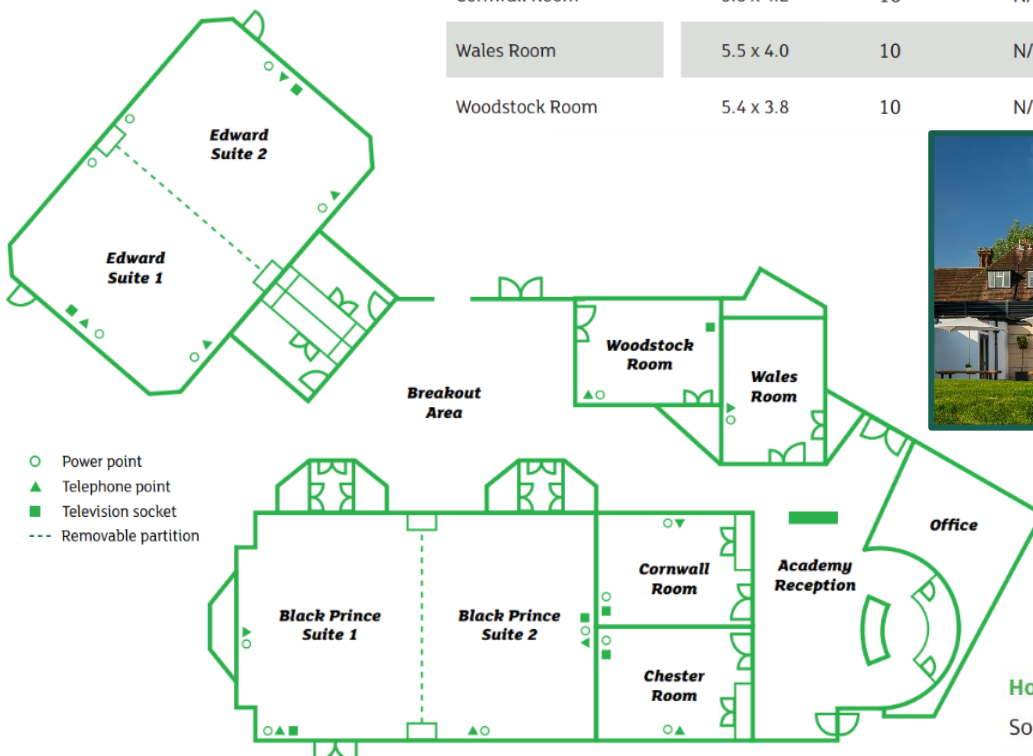 Wales Room 5.5 x 4.0 10 N/
Woodstock Room 5.4 x 3.8 10 N/
Edward
Suite 2
Edward
Suite 1
Woodstock
Room
Wales
Room
Breakout
Area
Power point
Telephone point
Television socket
Removable partition
Office
Cornwall
Room
Academy
Reception
Black Prince
Suite 1
Black Prince
Suite 2
Chester
Room
Ho
So